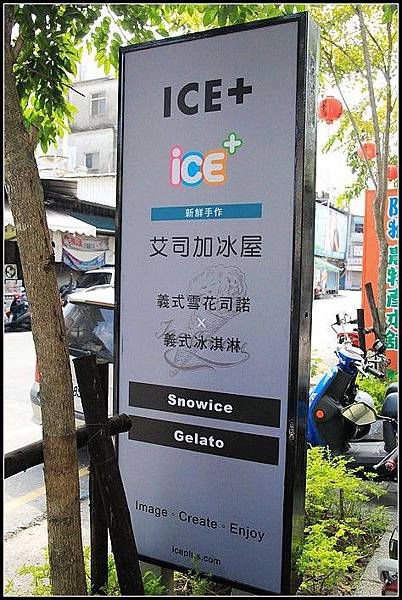 ICE+
iCE+
新鮮手作
艾司加冰屋
義式雪花司諾
×
義式冰淇淋
Snowice
Gelato
Image。Create。Enjoy
iceplus.com